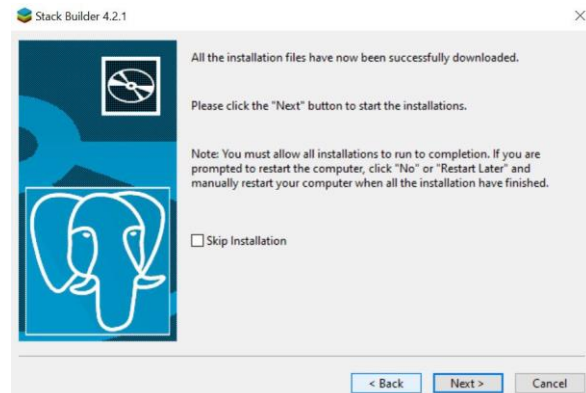 Stack Builder 4.2.1
All the installation files have now been successfully downloaded.
Please click the "Next" button to start the installations.
Note: You must allow all installations to run to completion. If you are
prompted to restart the computer, click "No" or "Restart Later" and
manually restart your computer when all the installation have finished.
Skip Installation
< Back
Next >
Cancel